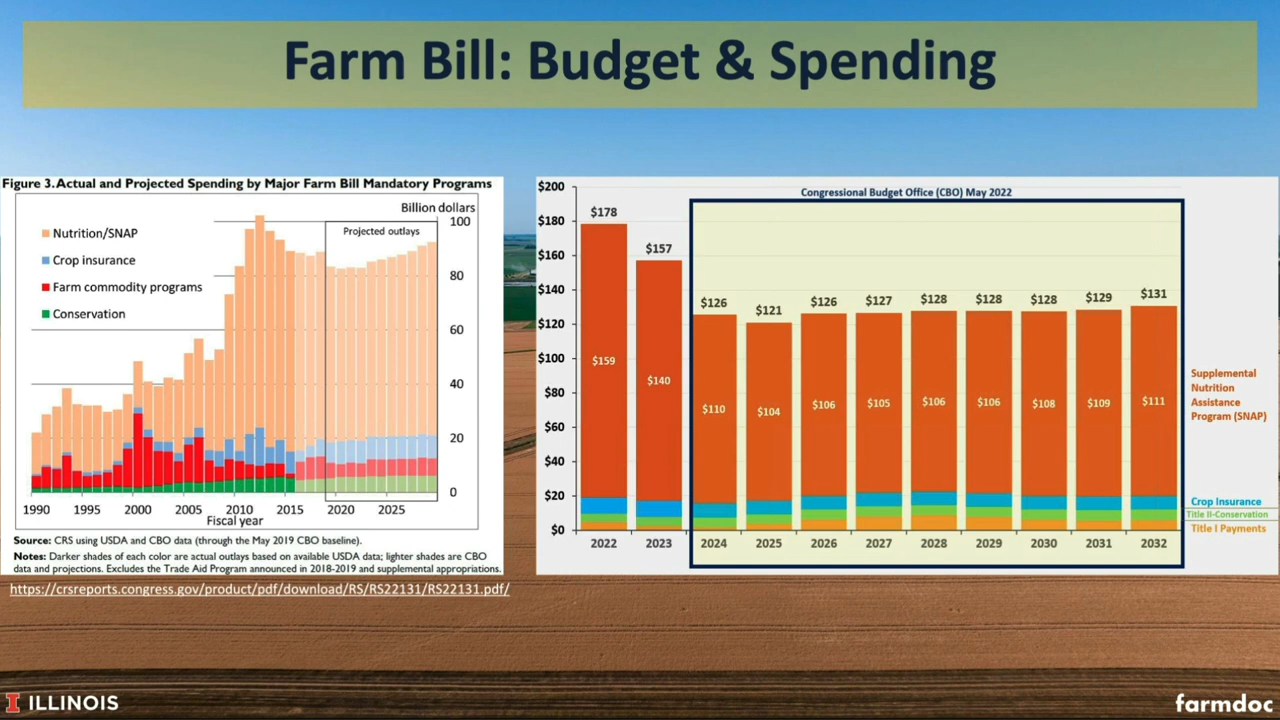 Farm Bill: Budget & Spending
Figure 3. Actual and Projected Spending by Major Farm Bill Mandatory Programs
Billion dollars
Nutrition/SNAP
Crop insurance
Farm commodity programs
Conservation
Projected outlays
100
80
60
40
20
0
1990 1995 2000 2005 2010 2015 2020 2025
Fiscal year
Source: CRS using USDA and CBO data (through the May 2019 CBO baseline).
Notes: Darker shades of each color are actual outlays based on available USDA data; lighter shades are CBO
data and projections. Excludes the Trade Aid Program announced in 2018-2019 and supplemental appropriations.
https://crsreports.congress.gov/product/pdf/download/RS/RS22131/RS22131.pdf/
Congressional Budget Office (CBO) May 2022
$200
$180
$160
$140
$120
$100
$80
$60
$40
$20
$0
$178 $157 $126 $121 $126 $127 $128 $128 $128 $129 $131
$159 $140 $110 $104 $106 $105 $106 $106 $108 $109 $111
2022 2023 2024 2025 2026 2027 2028 2029 2030 2031 2032
Supplemental
Nutrition
Assistance
Program (SNAP)
Crop Insurance
Title II-Conservation
Title I Payments
I ILLINOIS
farmdoc